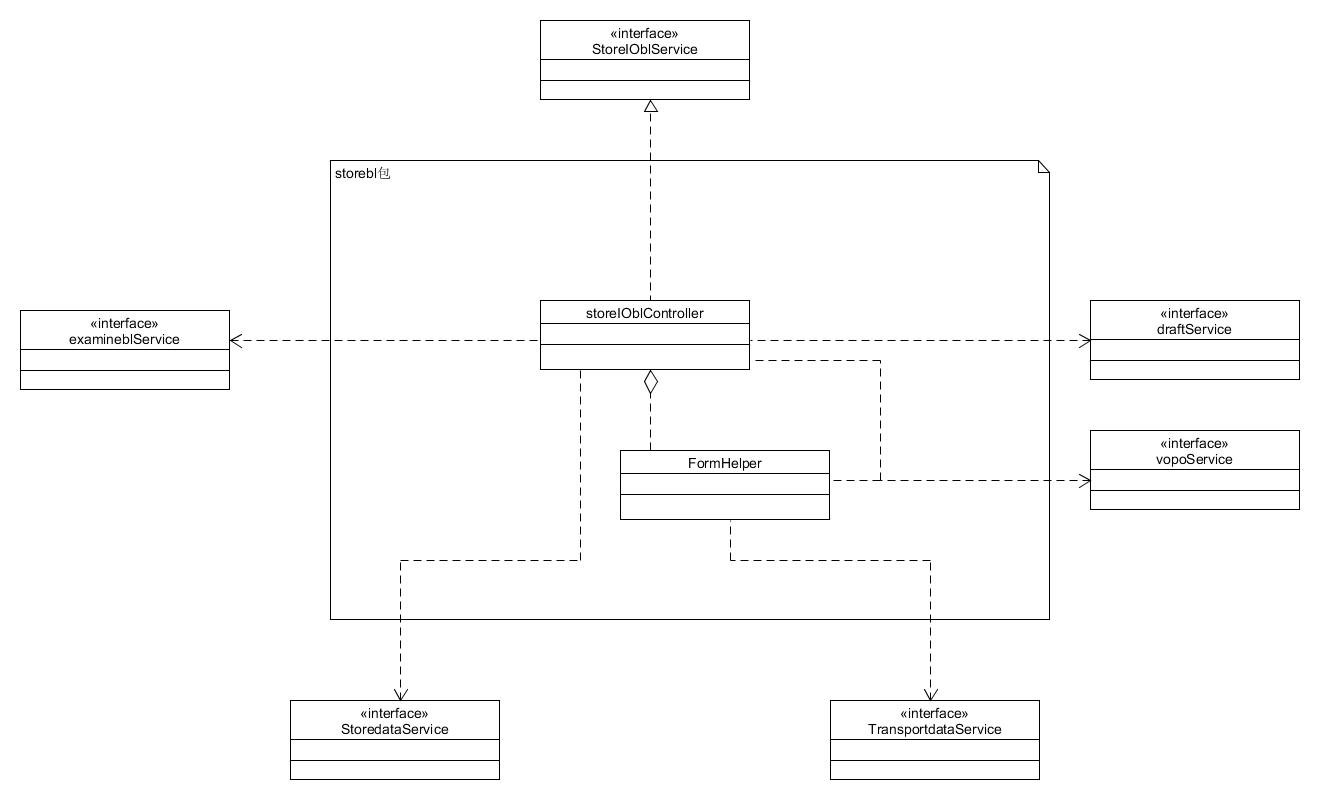 «interface»
StoreIOblService
storebl包
storeIOblController
«interface»
examineblService
«interface»
draftService
«interface»
vopoService
FormHelper
«interface»
StoredataService
«interface»
TransportdataService